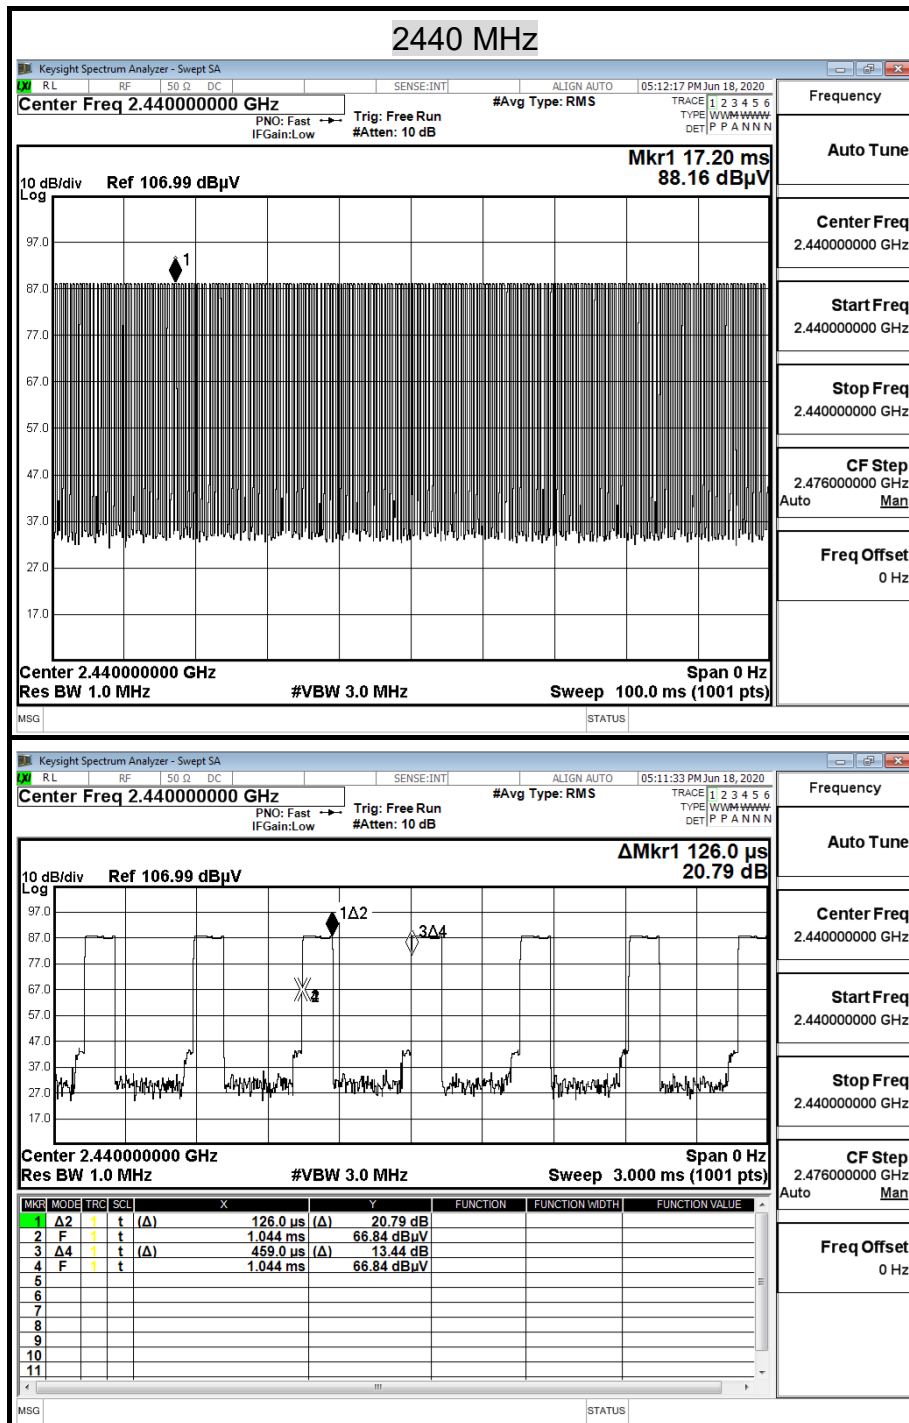 2440 MHz
Keysight Spectrum Analyzer - Swept SA
LXI RL RF 50 Ω DC SENSE:INT ALIGN AUTO 05:12:17 PM Jun 18, 2020
Center Freq 2.440000000 GHz #Avg Type: RMS TRACE 1 2 3 4 5 6
PNO: Fast Trig: Free Run TYPE WWMWWW
IFGain:Low #Atten: 10 dB DET P P A N N N
Frequency
Auto Tune
Center Freq
2.440000000 GHz
Start Freq
2.440000000 GHz
Stop Freq
2.440000000 GHz
CF Step
2.476000000 GHz
Auto Man
Freq Offset
0 Hz
Mkr1 17.20 ms
88.16 dBµV
10 dB/div Ref 106.99 dBµV
Log
97.0
1
87.0
77.0
67.0
57.0
47.0
37.0
27.0
17.0
Center 2.440000000 GHz Span 0 Hz
Res BW 1.0 MHz #VBW 3.0 MHz Sweep 100.0 ms (1001 pts)
MSG STATUS
Keysight Spectrum Analyzer - Swept SA
LXI RL RF 50 Ω DC SENSE:INT ALIGN AUTO 05:11:33 PM Jun 18, 2020
Center Freq 2.440000000 GHz #Avg Type: RMS TRACE 1 2 3 4 5 6
PNO: Fast Trig: Free Run TYPE WWMWWW
IFGain:Low #Atten: 10 dB DET P P A N N N
Frequency
Auto Tune
Center Freq
2.440000000 GHz
Start Freq
2.440000000 GHz
Stop Freq
2.440000000 GHz
CF Step
2.476000000 GHz
Auto Man
Freq Offset
0 Hz
ΔMkr1 126.0 µs
20.79 dB
10 dB/div Ref 106.99 dBµV
Log
97.0
1Δ2
87.0
3Δ4
77.0
67.0
57.0
47.0
37.0
27.0
17.0
Center 2.440000000 GHz Span 0 Hz
Res BW 1.0 MHz #VBW 3.0 MHz Sweep 3.000 ms (1001 pts)
MKR MODE TRC SCL X Y FUNCTION FUNCTION WIDTH FUNCTION VALUE
1 Δ2 1 t (Δ) 126.0 µs (Δ) 20.79 dB
2 F 1 t 1.044 ms 66.84 dBµV
3 Δ4 1 t (Δ) 459.0 µs (Δ) 13.44 dB
4 F 1 t 1.044 ms 66.84 dBµV
5
6
7
8
9
10
11
MSG STATUS